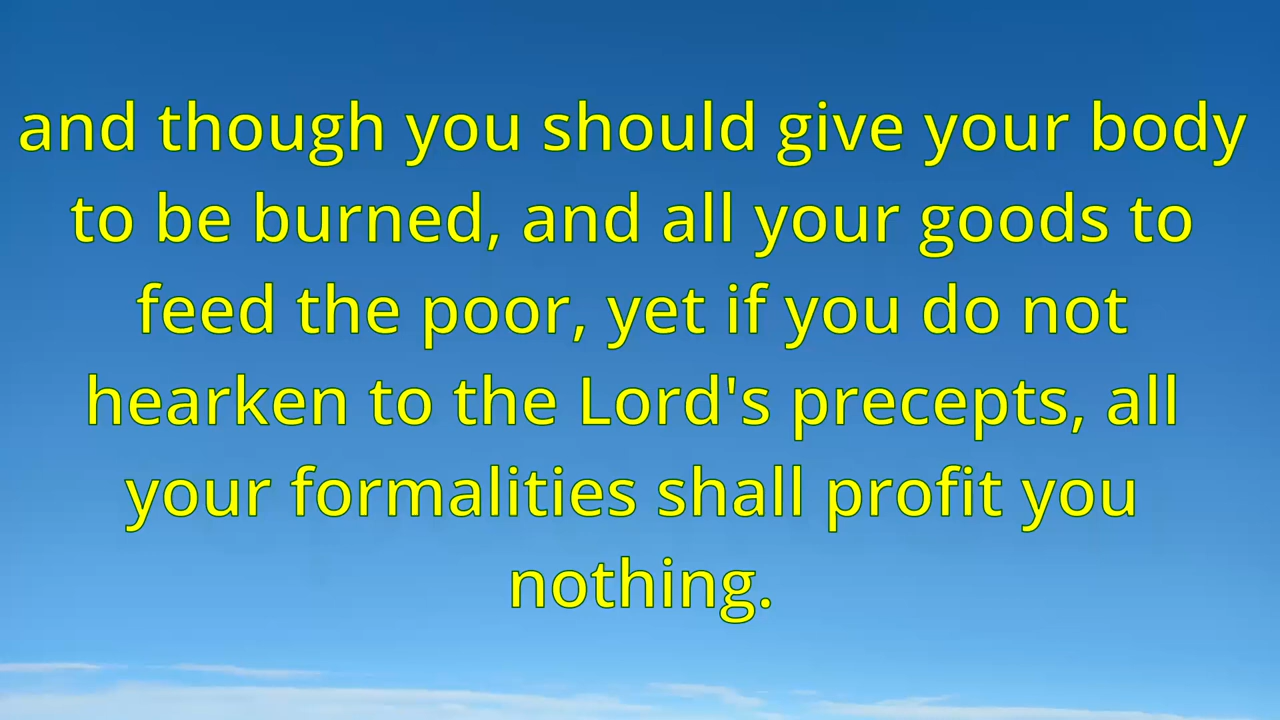 and though you should give your body
to be burned, and all your goods to
feed the poor, yet if you do not
hearken to the Lord's precepts, all
your formalities shall profit you
nothing.